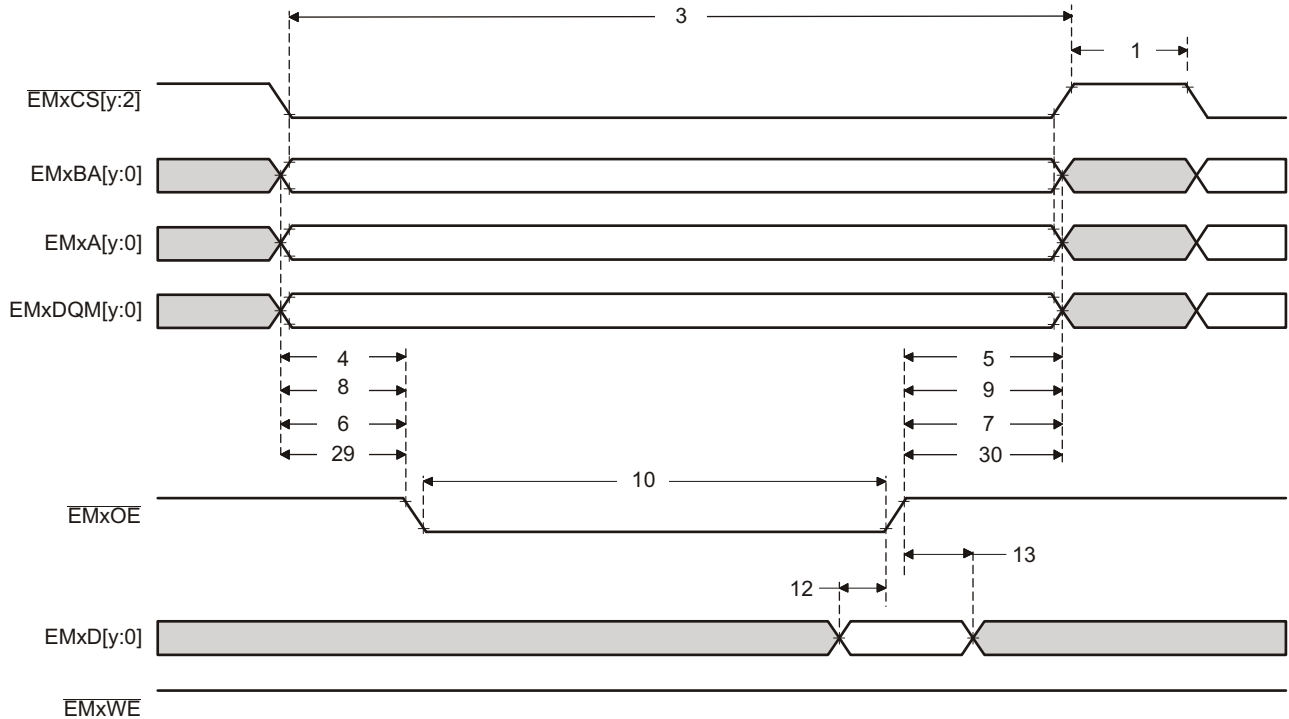 3
1
EMxCS[y:2]
EMxBA[y:0]
EMxA[y:0]
EMxDQM[y:0]
4 5
8 9
6 7
29 30
10
EMxOE
13
12
EMxD[y:0]
EMxWE